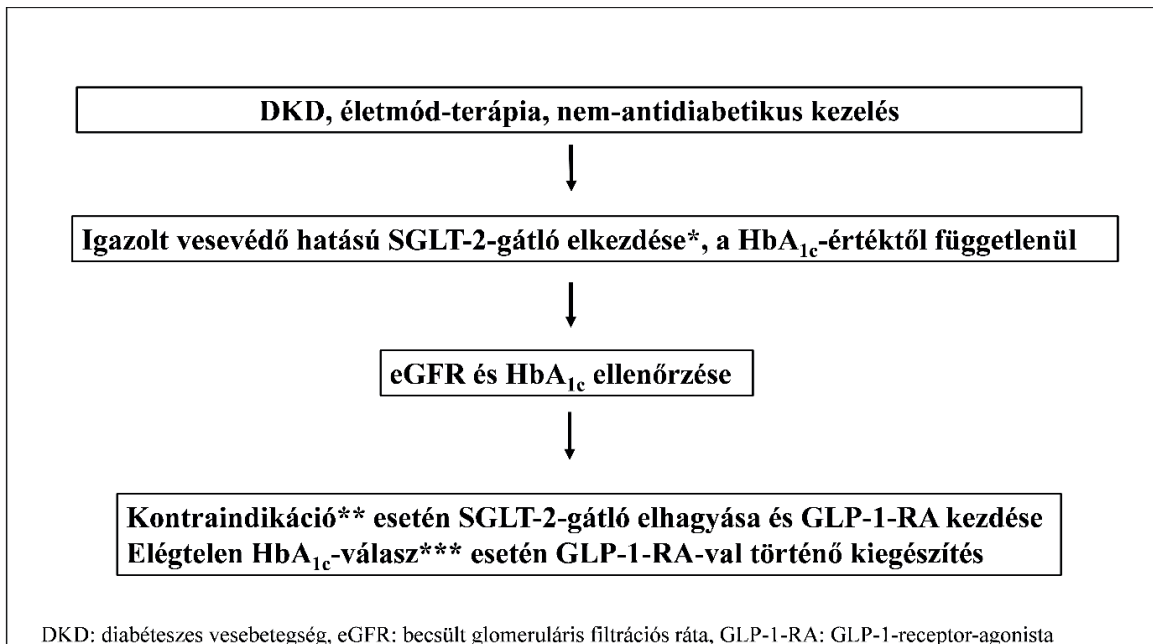 DKD, életmód-terápia, nem-antidiabetikus kezelés
Igazolt vesevédő hatású SGLT-2-gátló elkezdése*, a HbA1c-értéktől függetlenül
eGFR és HbA1c ellenőrzése
Kontraindikáció** esetén SGLT-2-gátló elhagyása és GLP-1-RA kezdése
Elégtelen HbA1c-válasz*** esetén GLP-1-RA-val történő kiegészítés
DKD: diabéteszes vesebetegség, eGFR: becsült glomeruláris filtrációs ráta, GLP-1-RA: GLP-1-receptor-agonista